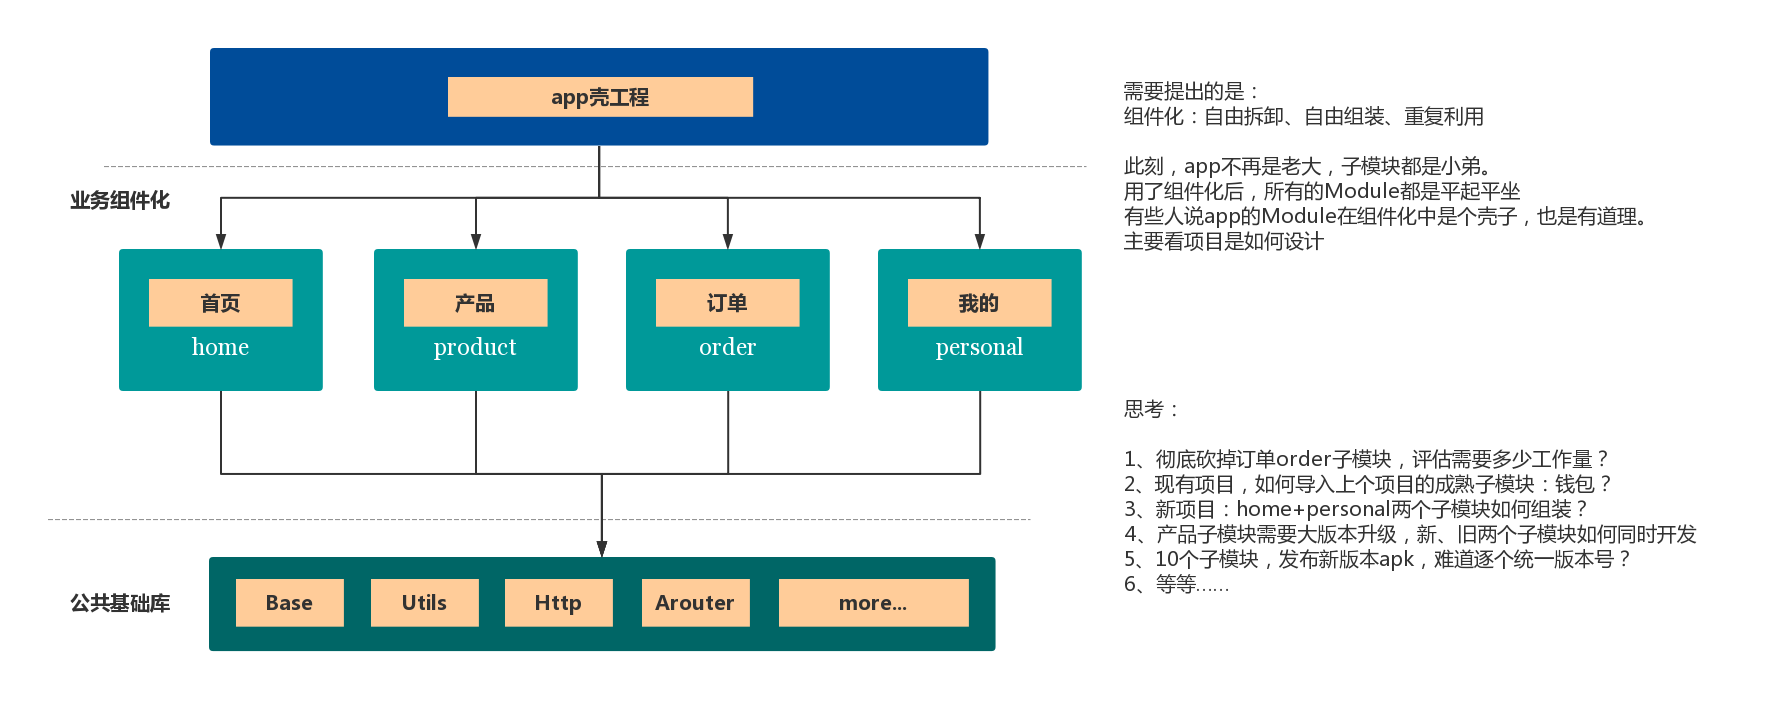 app壳工程
业务组件化
首页
home
产品
product
订单
order
我的
personal
公共基础库
Base
Utils
Http
Arouter
more...
需要提出的是：
组件化：自由拆卸、自由组装、重复利用
此刻，app不再是老大，子模块都是小弟。
用了组件化后，所有的Module都是平起平坐
有些人说app的Module在组件化中是个壳子，也是有道理。
主要看项目是如何设计
思考：
1、彻底砍掉订单order子模块，评估需要多少工作量？
2、现有项目，如何导入上个项目的成熟子模块：钱包？
3、新项目：home+personal两个子模块如何组装？
4、产品子模块需要大版本升级，新、旧两个子模块如何同时开发
5、10个子模块，发布新版本apk，难道逐个统一版本号？
6、等等……